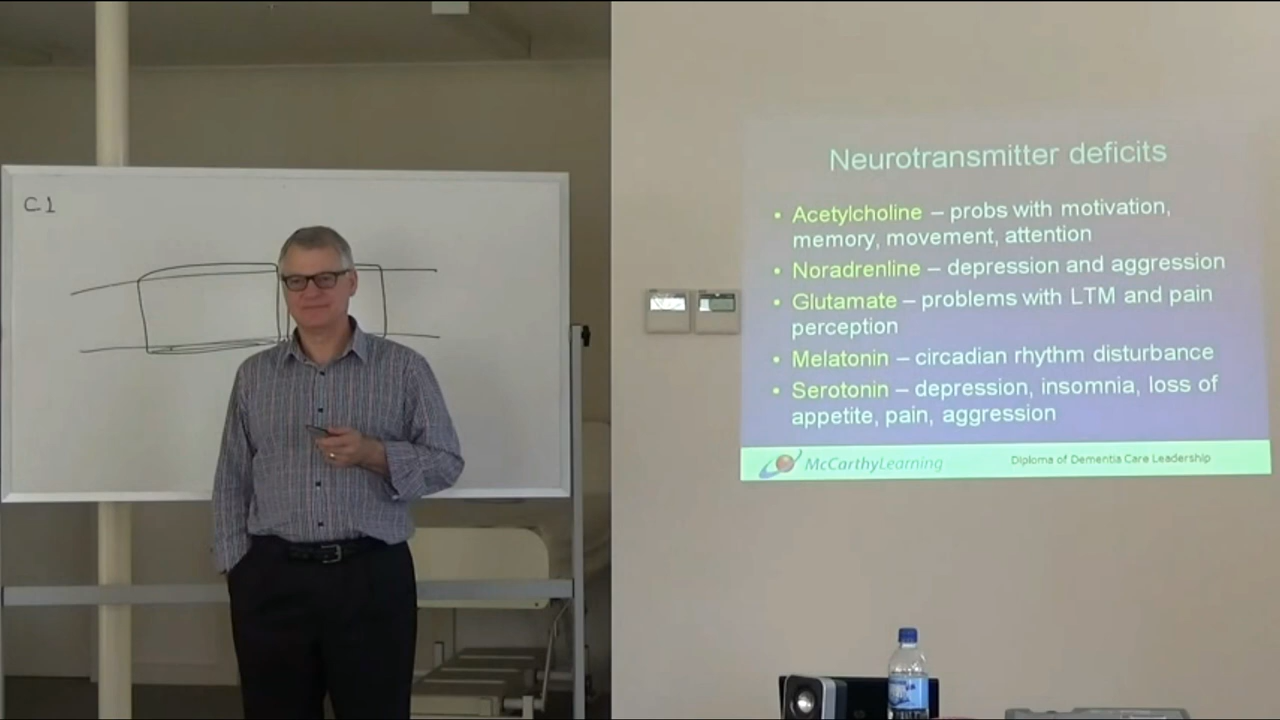 C1
Neurotransmitter deficits
• Acetylcholine – probs with motivation,
memory, movement, attention
• Noradrenline – depression and aggression
• Glutamate – problems with LTM and pain
perception
• Melatonin – circadian rhythm disturbance
• Serotonin – depression, insomnia, loss of
appetite, pain, aggression
McCarthyLearning
Diploma of Dementia Care Leadership